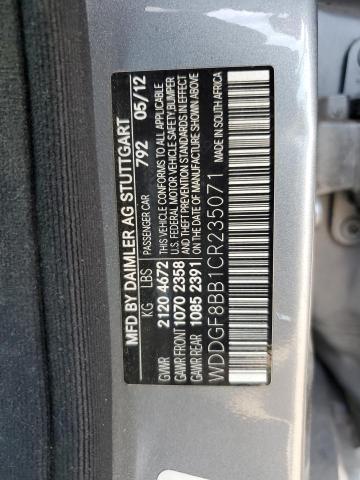 MFD BY DAIMLER AG STUTTGART
PASSENGER CAR 792 05/12
KG LBS
THIS VEHICLE CONFORMS TO ALL APPLICABLE
GVWR 2120 4672 U.S. FEDERAL MOTOR VEHICLE SAFETY, BUMPER
GAWR FRONT 1070 2358 AND THEFT PREVENTION STANDARDS IN EFFECT
GAWR REAR 1085 2391 ON THE DATE OF MANUFACTURE SHOWN ABOVE.
WDDGF8BB1CR235071 MADE IN SOUTH AFRICA